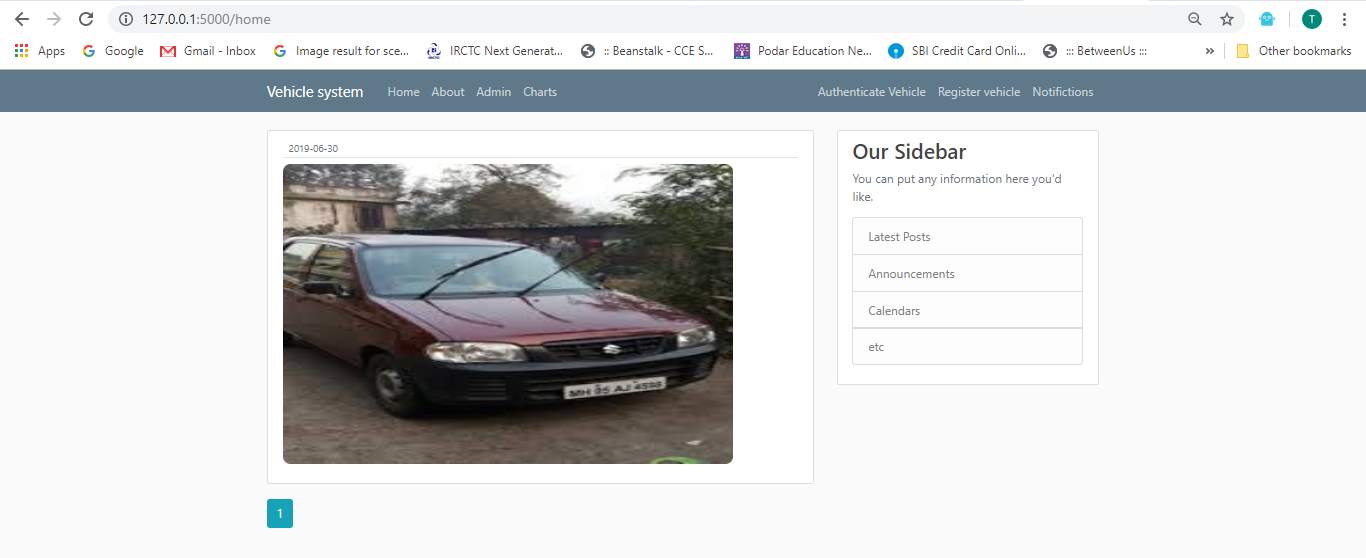 127.0.0.1:5000/home
T
Apps Google Gmail - Inbox Image result for sce... IRCTC Next Generat... :: Beanstalk - CCE S... Podar Education Ne... SBI Credit Card Onli... ::: BetweenUs ::: » Other bookmarks
Vehicle system Home About Admin Charts Authenticate Vehicle Register vehicle Notifictions
2019-06-30
MH 05 AJ 4598
Our Sidebar
You can put any information here you'd
like.
Latest Posts
Announcements
Calendars
etc
1